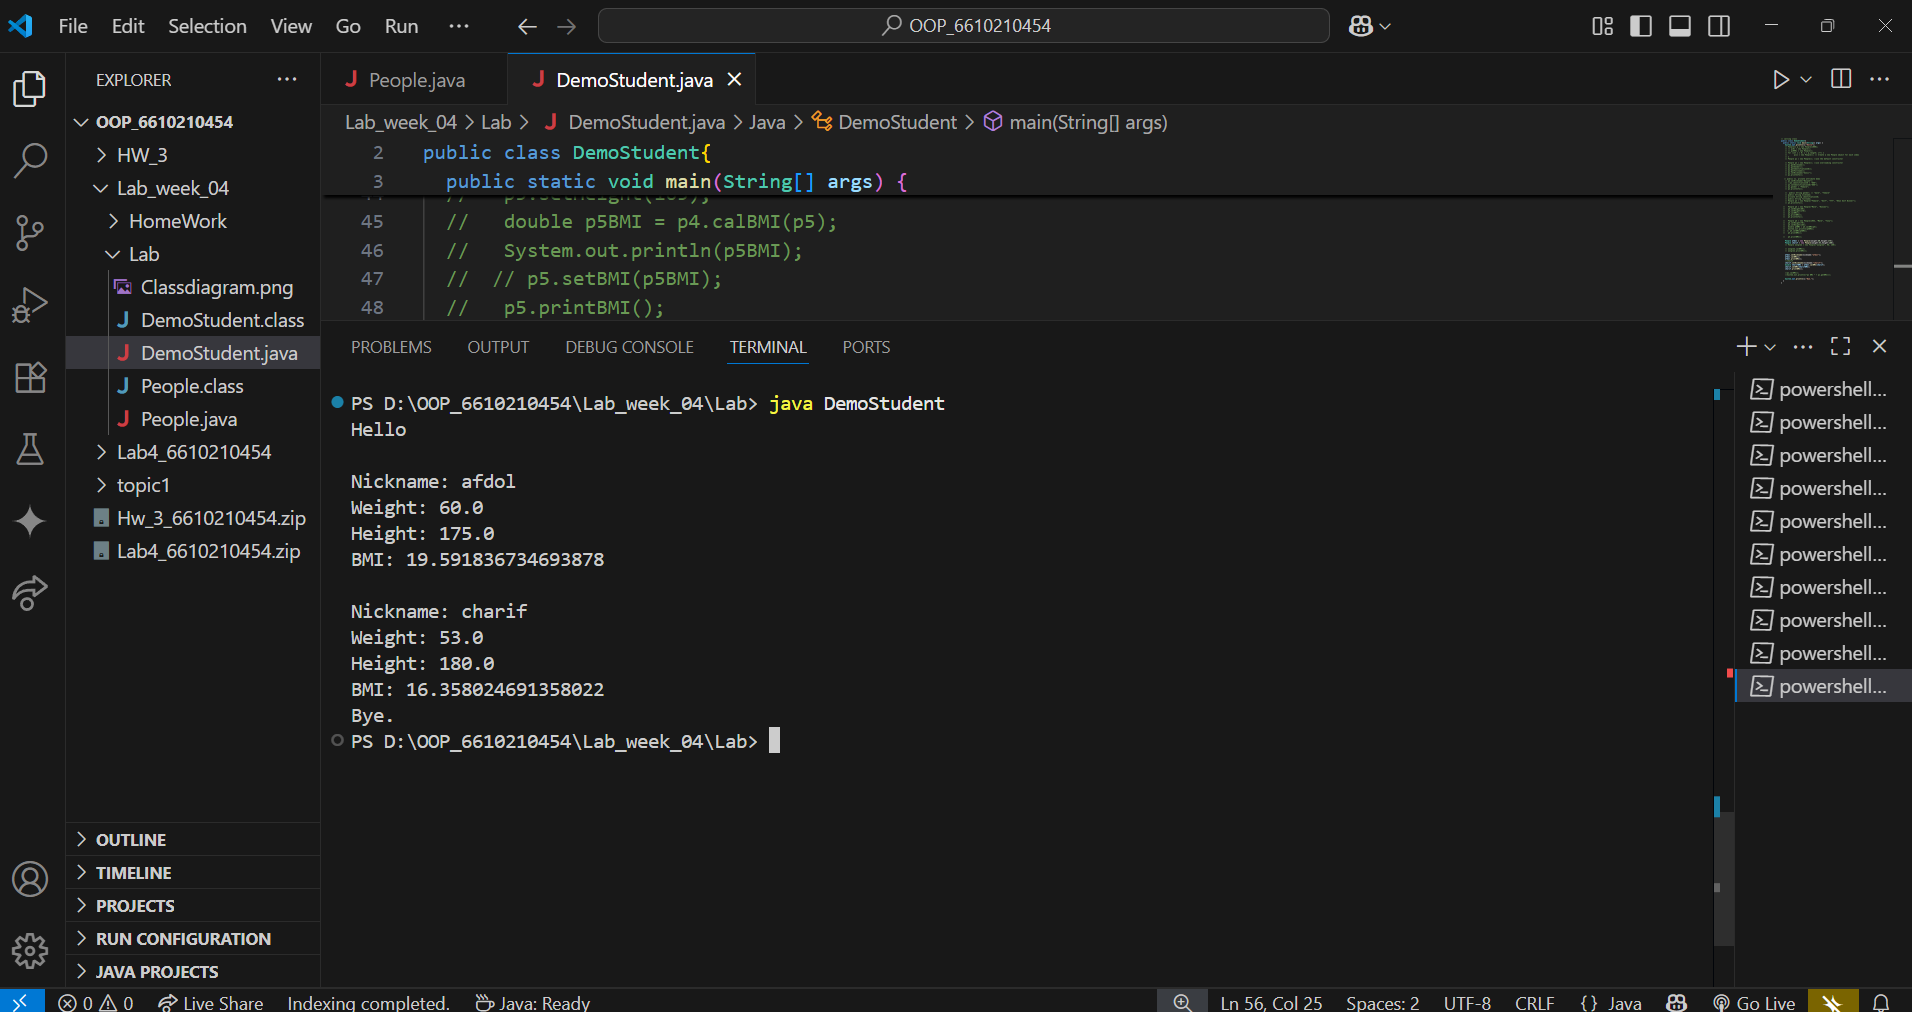 File Edit Selection View Go Run ··· OOP_6610210454
EXPLORER ···
OOP_6610210454
HW_3
Lab_week_04
HomeWork
Lab
Classdiagram.png
DemoStudent.class
DemoStudent.java
People.class
People.java
Lab4_6610210454
topic1
Hw_3_6610210454.zip
Lab4_6610210454.zip
OUTLINE
TIMELINE
PROJECTS
RUN CONFIGURATION
JAVA PROJECTS
People.java DemoStudent.java
Lab_week_04 > Lab > DemoStudent.java > Java > DemoStudent > main(String[] args)
2 public class DemoStudent{
3 public static void main(String[] args) {
45 // double p5BMI = p4.calBMI(p5);
46 // System.out.println(p5BMI);
47 // // p5.setBMI(p5BMI);
48 // p5.printBMI();
PROBLEMS OUTPUT DEBUG CONSOLE TERMINAL PORTS
PS D:\OOP_6610210454\Lab_week_04\Lab> java DemoStudent
Hello
Nickname: afdol
Weight: 60.0
Height: 175.0
BMI: 19.591836734693878
Nickname: charif
Weight: 53.0
Height: 180.0
BMI: 16.358024691358022
Bye.
PS D:\OOP_6610210454\Lab_week_04\Lab>
powershell...
powershell...
powershell...
powershell...
powershell...
powershell...
powershell...
powershell...
powershell...
powershell...
0 0 Live Share Indexing completed. Java: Ready Ln 56, Col 25 Spaces: 2 UTF-8 CRLF {} Java Go Live